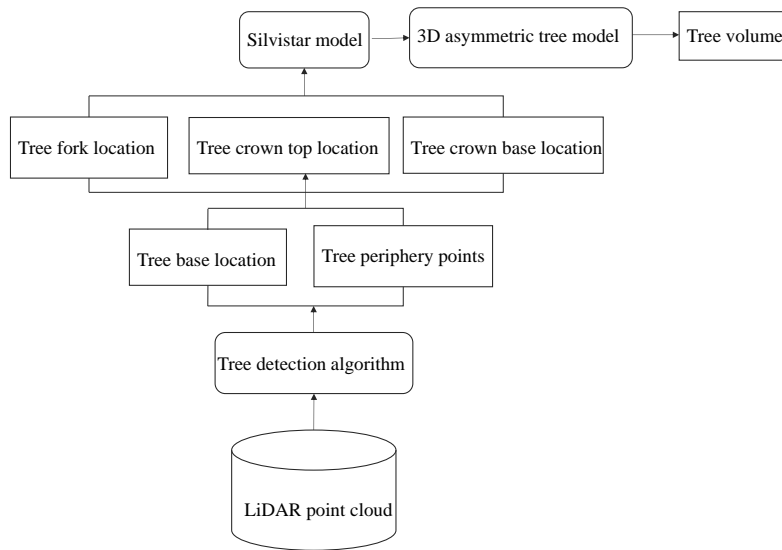 Silvistar model
3D asymmetric tree model
Tree volume
Tree fork location
Tree crown top location
Tree crown base location
Tree base location
Tree periphery points
Tree detection algorithm
LiDAR point cloud